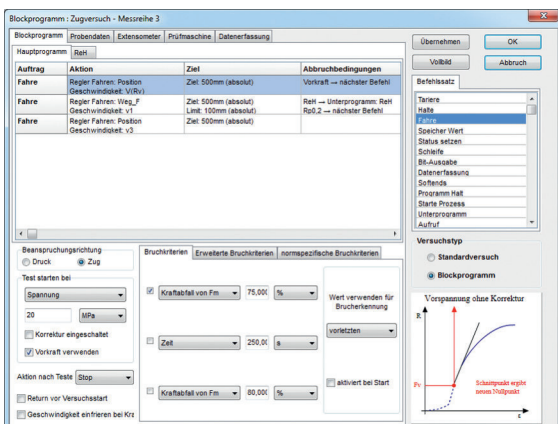 Blockprogramm : Zugversuch - Messreihe 3
Blockprogramm Probendaten Extensometer Prüfmaschine Datenerfassung
Hauptprogramm ReH
Auftrag Aktion Ziel Abbruchbedingungen
Fahre Regler Fahren: Position Ziel: 500mm (absolut) Vorkraft → nächster Befehl
Geschwindigkeit: V(Rv)
Fahre Regler Fahren: Weg_F Ziel: 500mm (absolut) ReH → Unterprogramm: ReH
Geschwindigkeit: v1 Limit: 100mm (absolut) Rp0,2 → nächster Befehl
Fahre Regler Fahren: Position Ziel: 500mm (absolut)
Geschwindigkeit: v3
Übernehmen OK
Vollbild Abbruch
Befehlssatz
Tariere
Halte
Fahre
Speicher Wert
Status setzen
Schleife
Bit-Ausgabe
Datenerfassung
Softends
Programm Halt
Starte Prozess
Unterprogramm
Aufruf
Versuchstyp
Standardversuch
Blockprogramm
Beanspruchungsrichtung
Druck Zug
Test starten bei
Spannung
20 MPa
Korrektur eingeschaltet
Vorkraft verwenden
Aktion nach Teste Stop
Return vor Versuchsstart
Geschwindigkeit einfrieren bei Kra
Bruchkriterien Erweiterte Bruchkriterien normspezifische Bruchkriterien
Kraftabfall von Fm 75,00( %
Zeit 250,0( s
Kraftabfall von Fm 80,00( %
Wert verwenden für
Brucherkennung
vorletzten
aktiviert bei Start
Vorspannung ohne Korrektur
R
Fv
Schnittpunkt ergibt
neuen Nullpunkt
ε